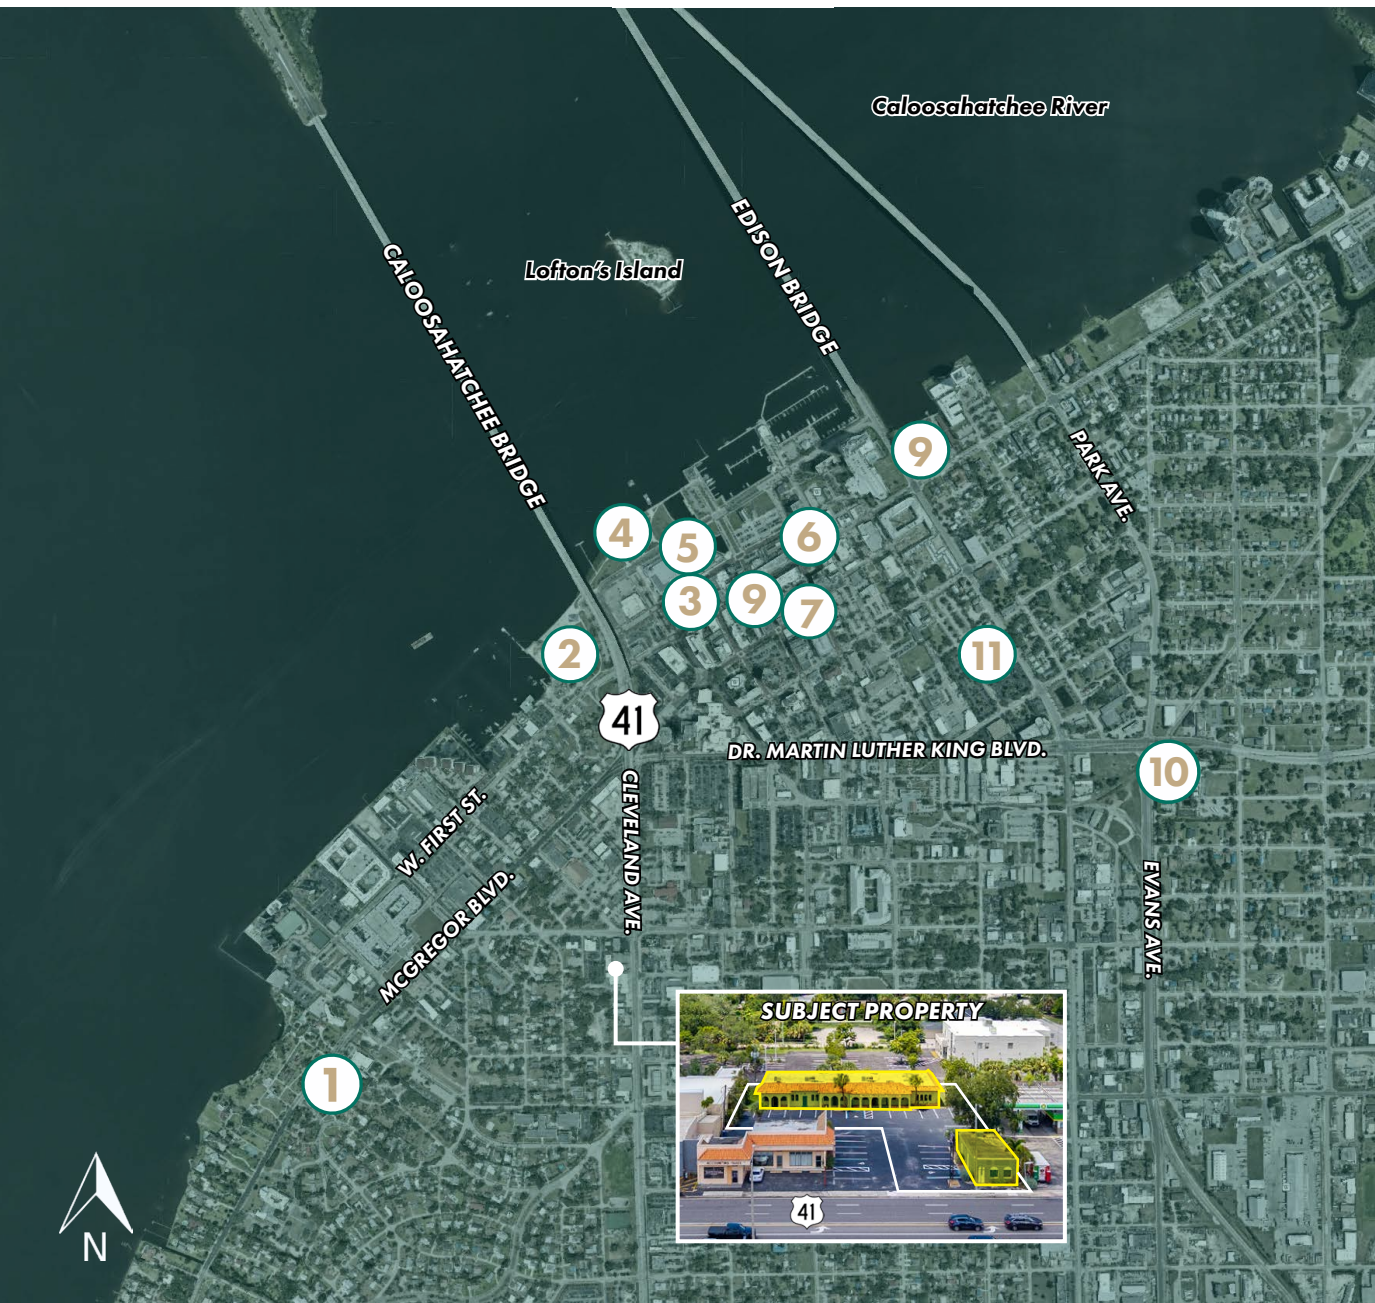 Caloosahatchee River
EDISON BRIDGE
Lofton's Island
CALOOSAHATCHEE BRIDGE
PARK AVE.
9
4
5
6
3
9
7
2
11
41
DR. MARTIN LUTHER KING BLVD.
10
CLEVELAND AVE.
W. FIRST ST.
MCGREGOR BLVD.
EVANS AVE.
SUBJECT PROPERTY
1
41
N